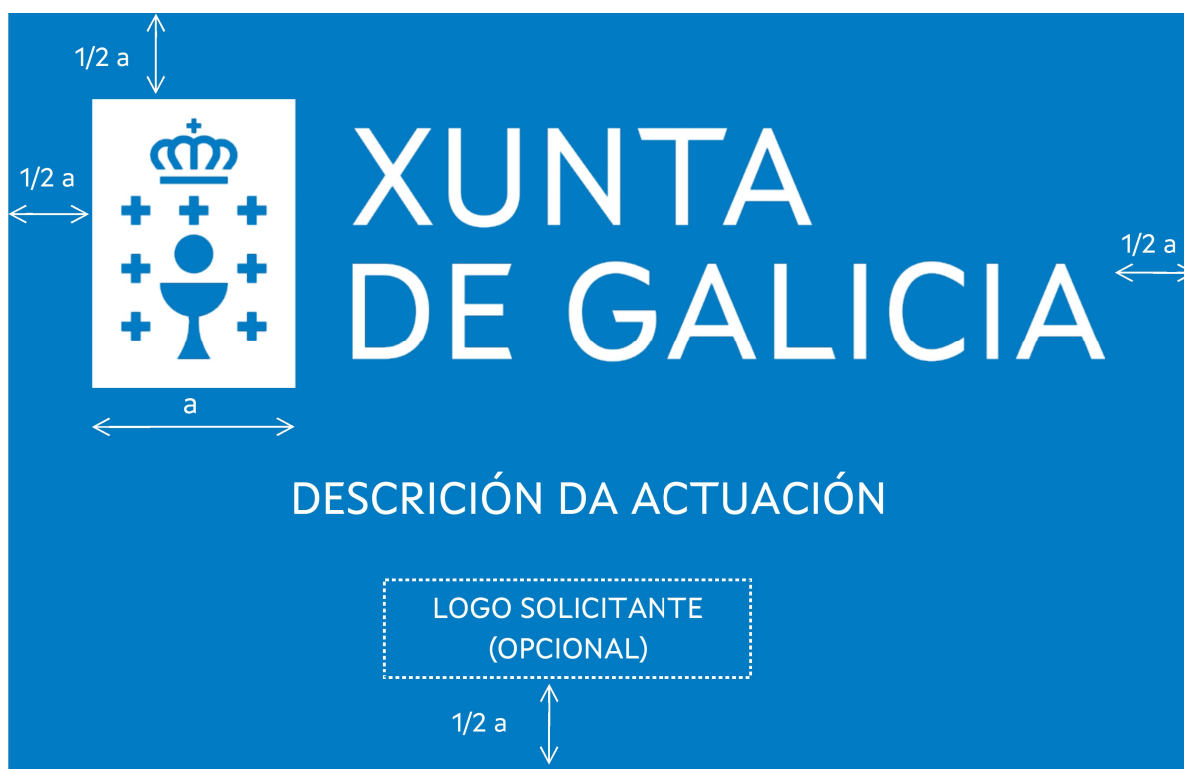 1/2 a
1/2 a
XUNTA
DE GALICIA
1/2 a
a
DESCRICIÓN DA ACTUACIÓN
LOGO SOLICITANTE
(OPCIONAL)
1/2 a